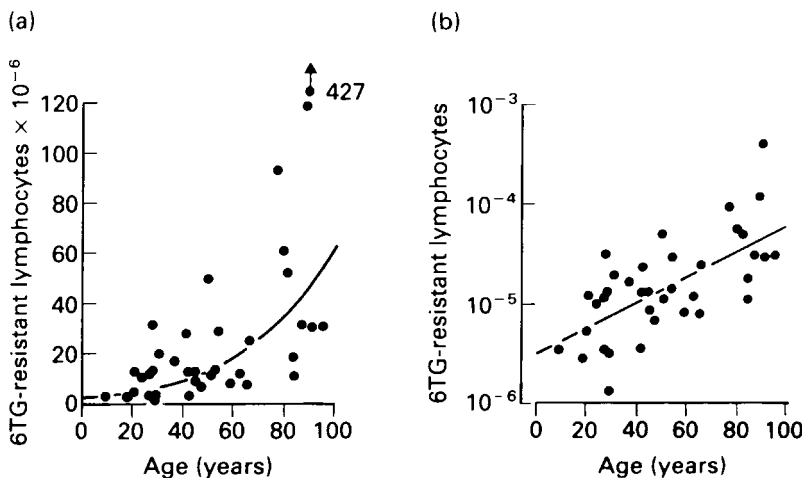 (a)
6TG-resistant lymphocytes × 10⁻⁶
427
120
100
80
60
40
20
0
0 20 40 60 80 100
Age (years)
(b)
6TG-resistant lymphocytes
10⁻³
10⁻⁴
10⁻⁵
10⁻⁶
0 20 40 60 80 100
Age (years)